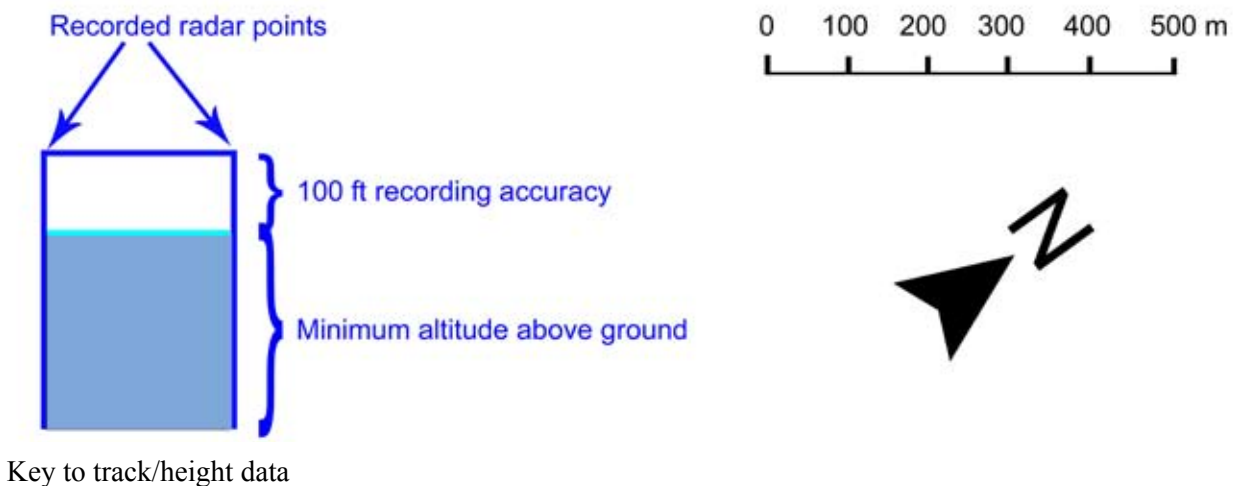 Recorded radar points
0 100 200 300 400 500 m
100 ft recording accuracy
N
Minimum altitude above ground
Key to track/height data